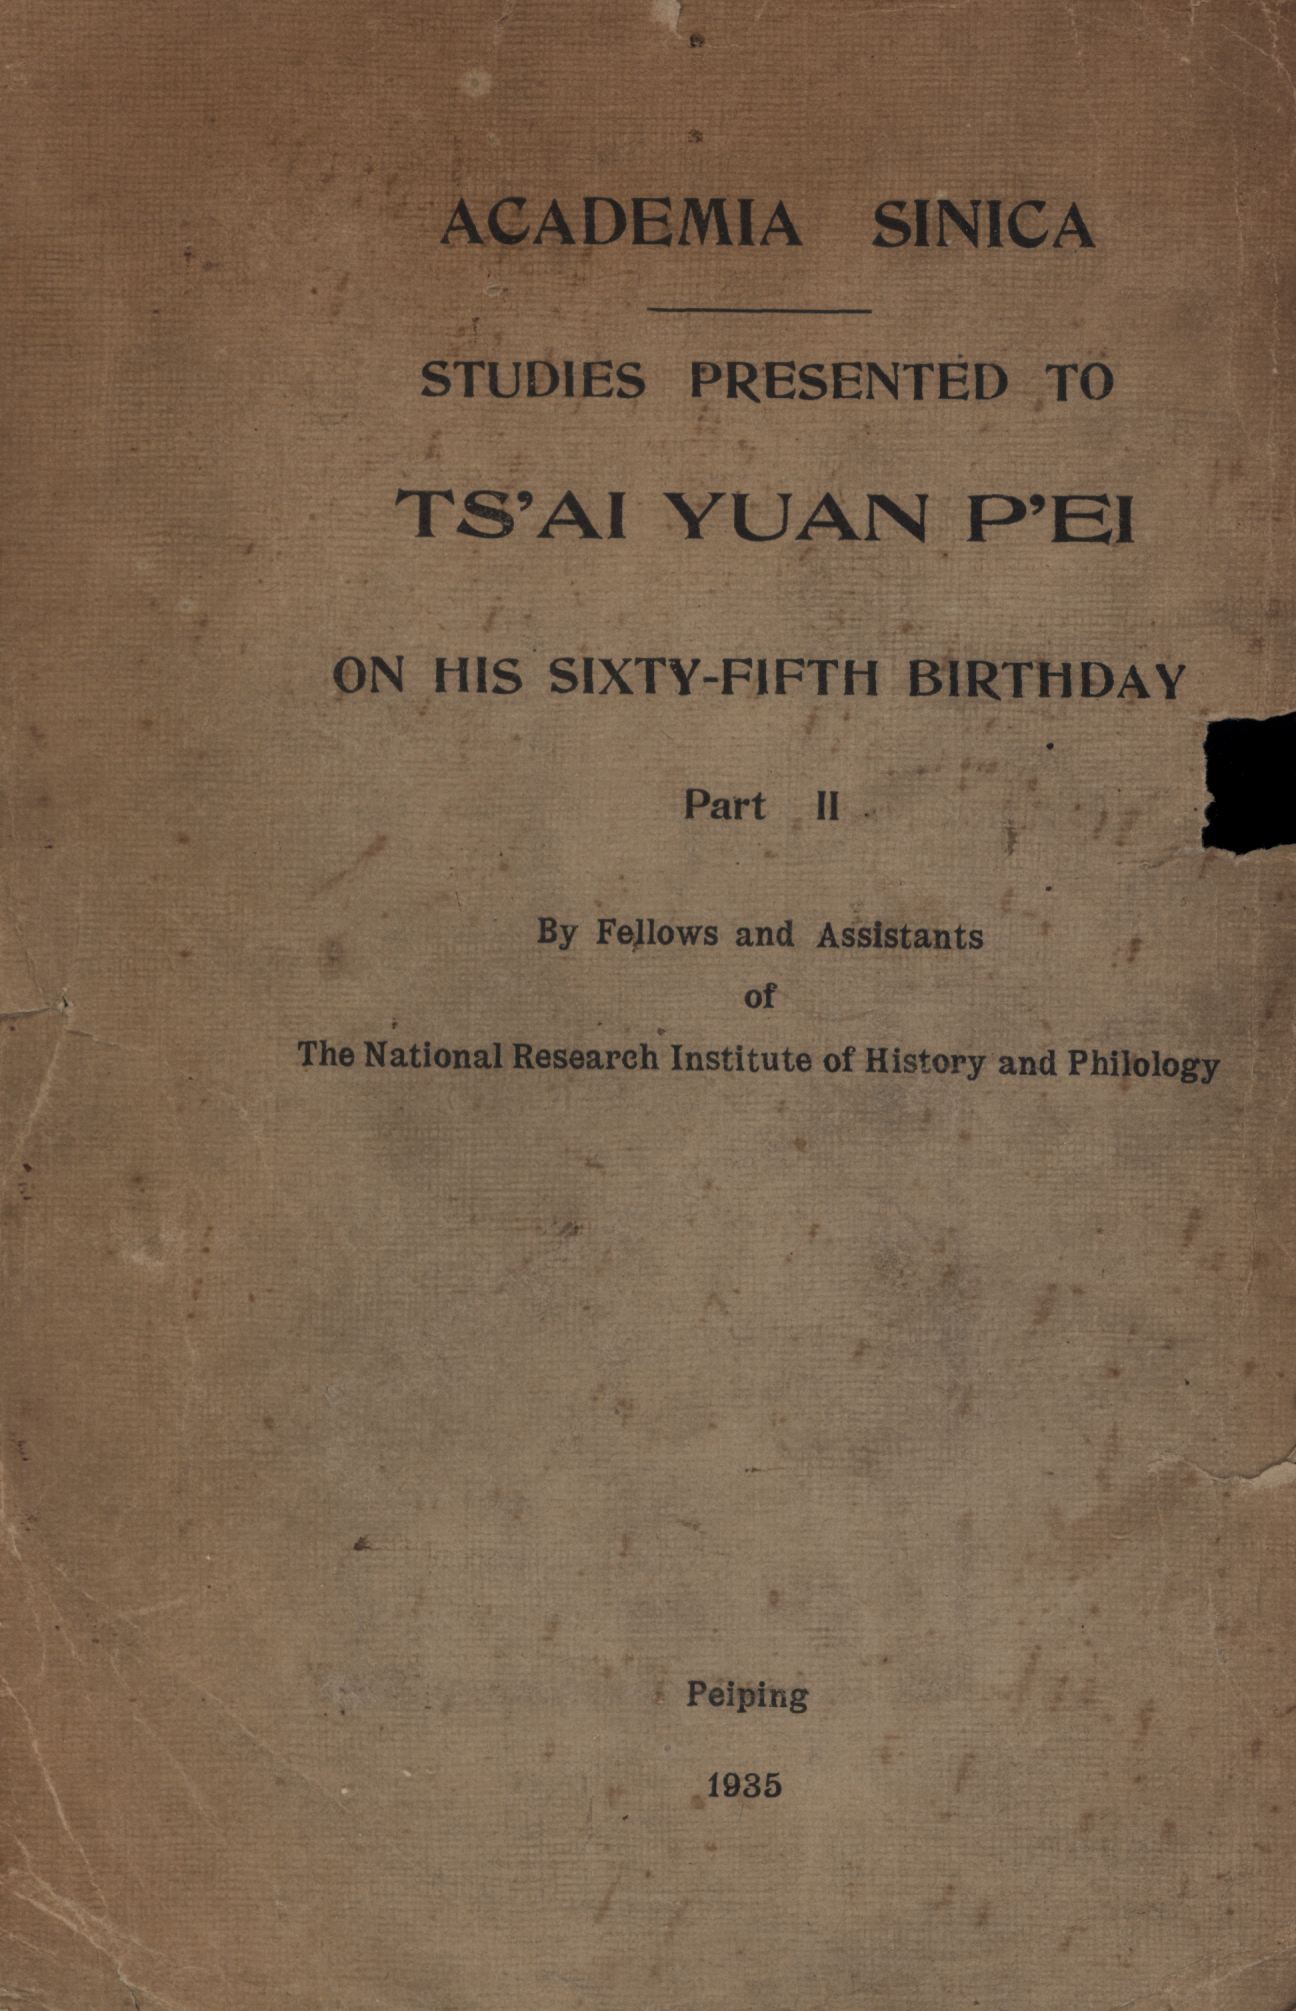 ACADEMIA SINICA
STUDIES PRESENTED TO
TS’AI YUAN P’EI
ON HIS SIXTY-FIFTH BIRTHDAY
Part II
By Fellows and Assistants
of
The National Research Institute of History and Philology
Peiping
1935